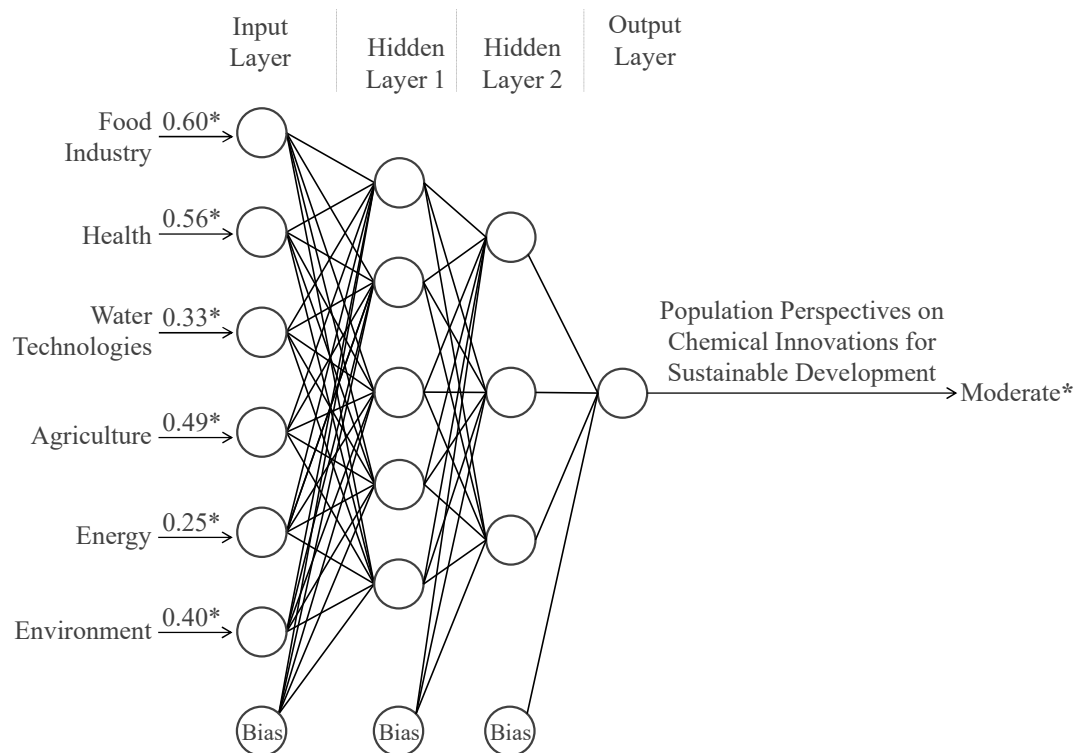 Input
Layer
Hidden
Layer 1
Hidden
Layer 2
Output
Layer
Food
Industry
0.60*
Health
0.56*
Water
Technologies
0.33*
Agriculture
0.49*
Energy
0.25*
Environment
0.40*
Bias
Bias
Bias
Population Perspectives on
Chemical Innovations for
Sustainable Development
Moderate*